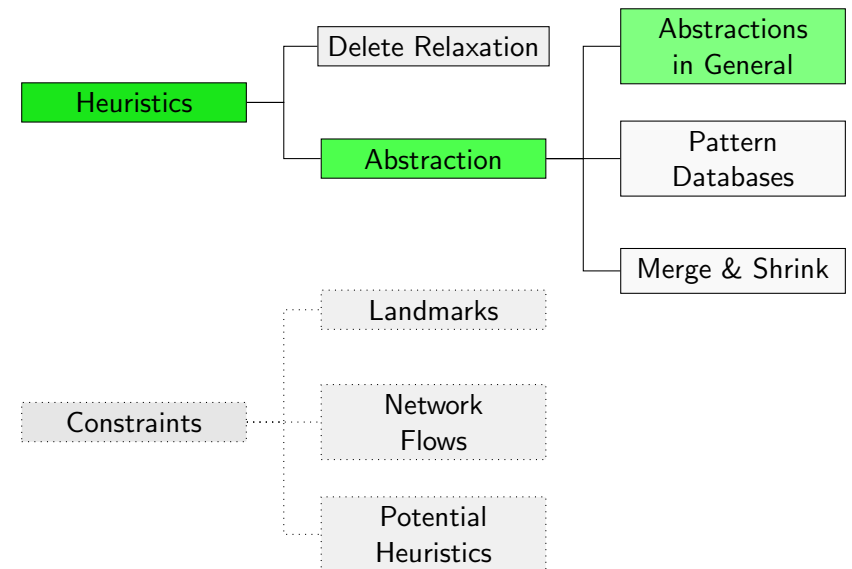 Heuristics
Delete Relaxation
Abstraction
Abstractions
in General
Pattern
Databases
Merge & Shrink
Constraints
Landmarks
Network
Flows
Potential
Heuristics